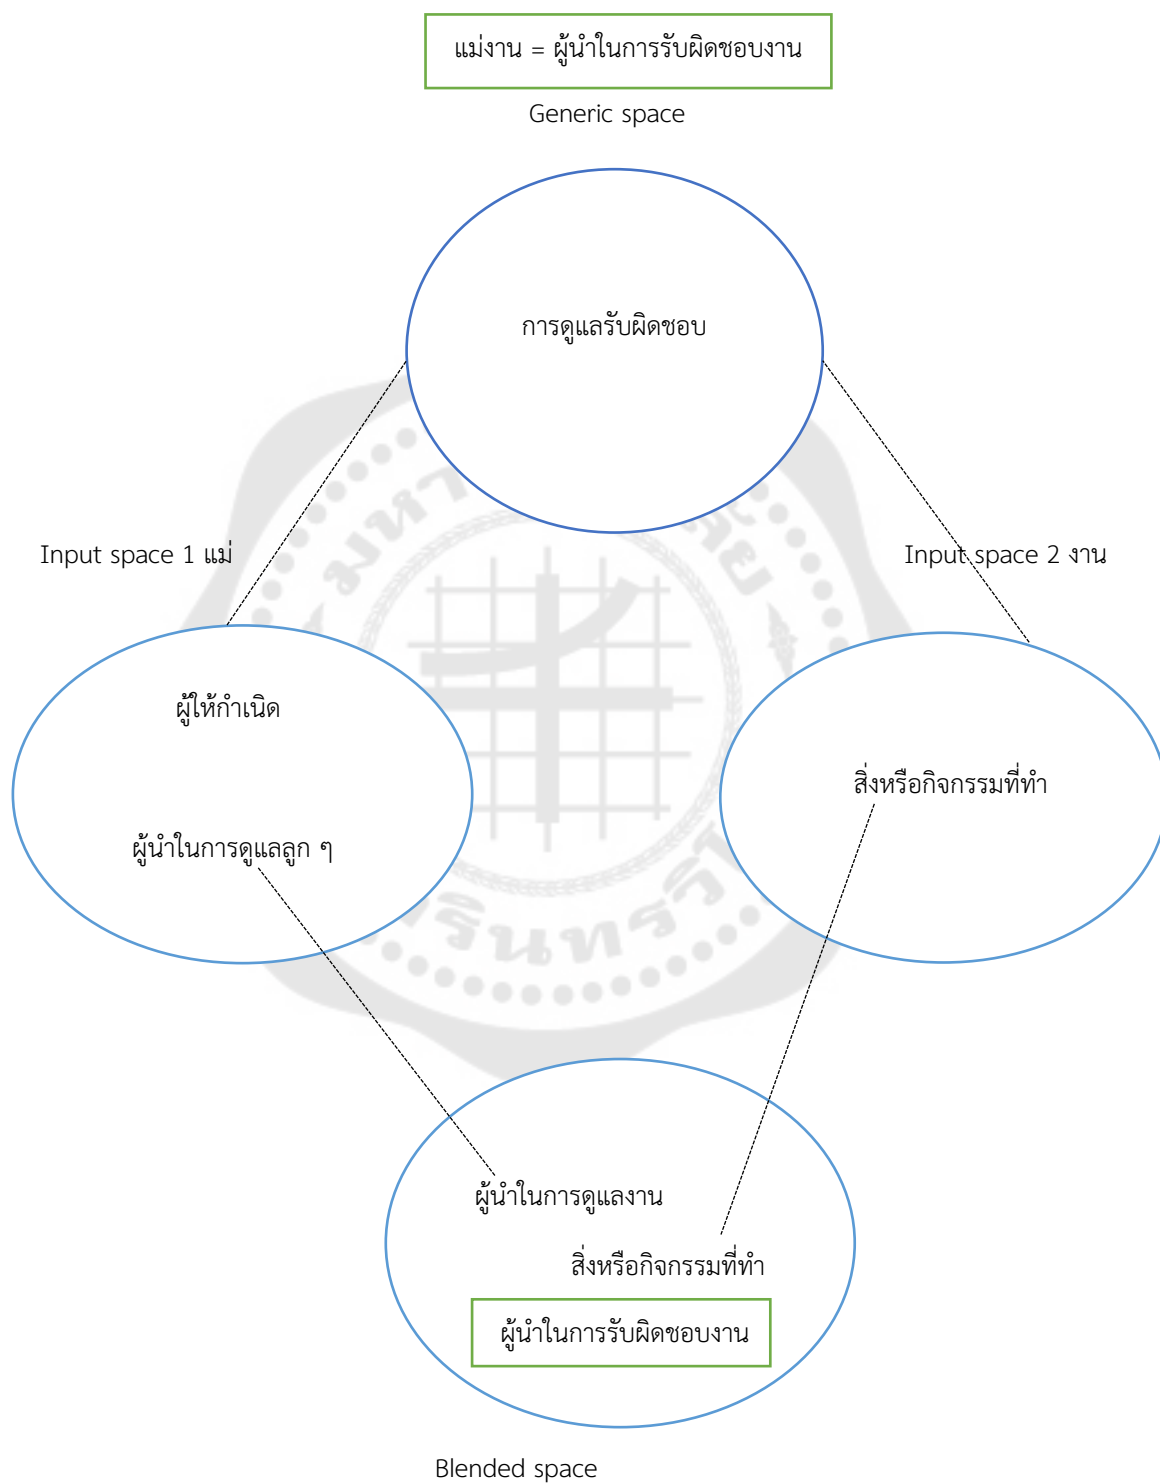 แม่งาน = ผู้นำในการรับผิดชอบงาน
Generic space
การดูแลรับผิดชอบ
Input space 1 แม่
Input space 2 งาน
ผู้ให้กำเนิด
สิ่งหรือกิจกรรมที่ทำ
ผู้นำในการดูแลลูก ๆ
ผู้นำในการดูแลงาน
สิ่งหรือกิจกรรมที่ทำ
ผู้นำในการรับผิดชอบงาน
Blended space